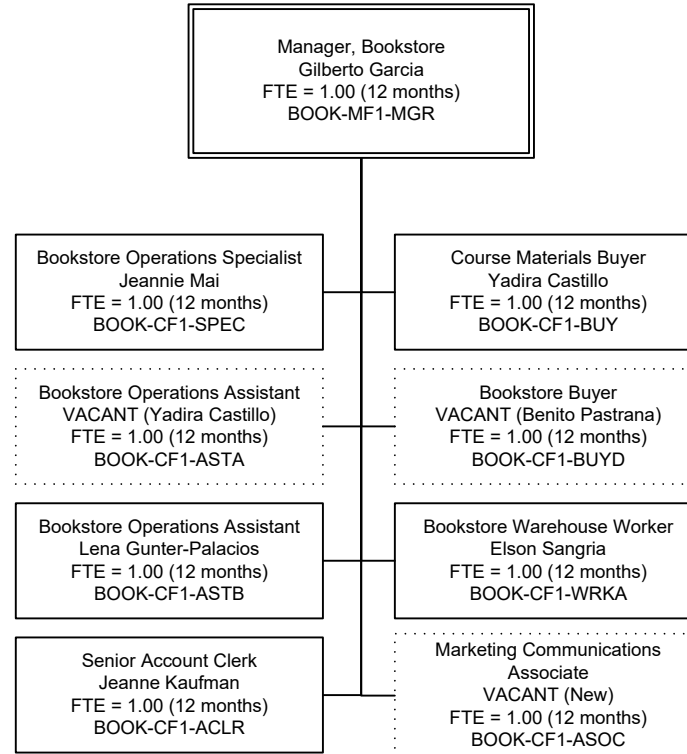 Manager, Bookstore
Gilberto Garcia
FTE = 1.00 (12 months)
BOOK-MF1-MGR
Bookstore Operations Specialist
Jeannie Mai
FTE = 1.00 (12 months)
BOOK-CF1-SPEC
Course Materials Buyer
Yadira Castillo
FTE = 1.00 (12 months)
BOOK-CF1-BUY
Bookstore Operations Assistant
VACANT (Yadira Castillo)
FTE = 1.00 (12 months)
BOOK-CF1-ASTA
Bookstore Buyer
VACANT (Benito Pastrana)
FTE = 1.00 (12 months)
BOOK-CF1-BUYD
Bookstore Operations Assistant
Lena Gunter-Palacios
FTE = 1.00 (12 months)
BOOK-CF1-ASTB
Bookstore Warehouse Worker
Elson Sangria
FTE = 1.00 (12 months)
BOOK-CF1-WRKA
Senior Account Clerk
Jeanne Kaufman
FTE = 1.00 (12 months)
BOOK-CF1-ACLR
Marketing Communications
Associate
VACANT (New)
FTE = 1.00 (12 months)
BOOK-CF1-ASOC